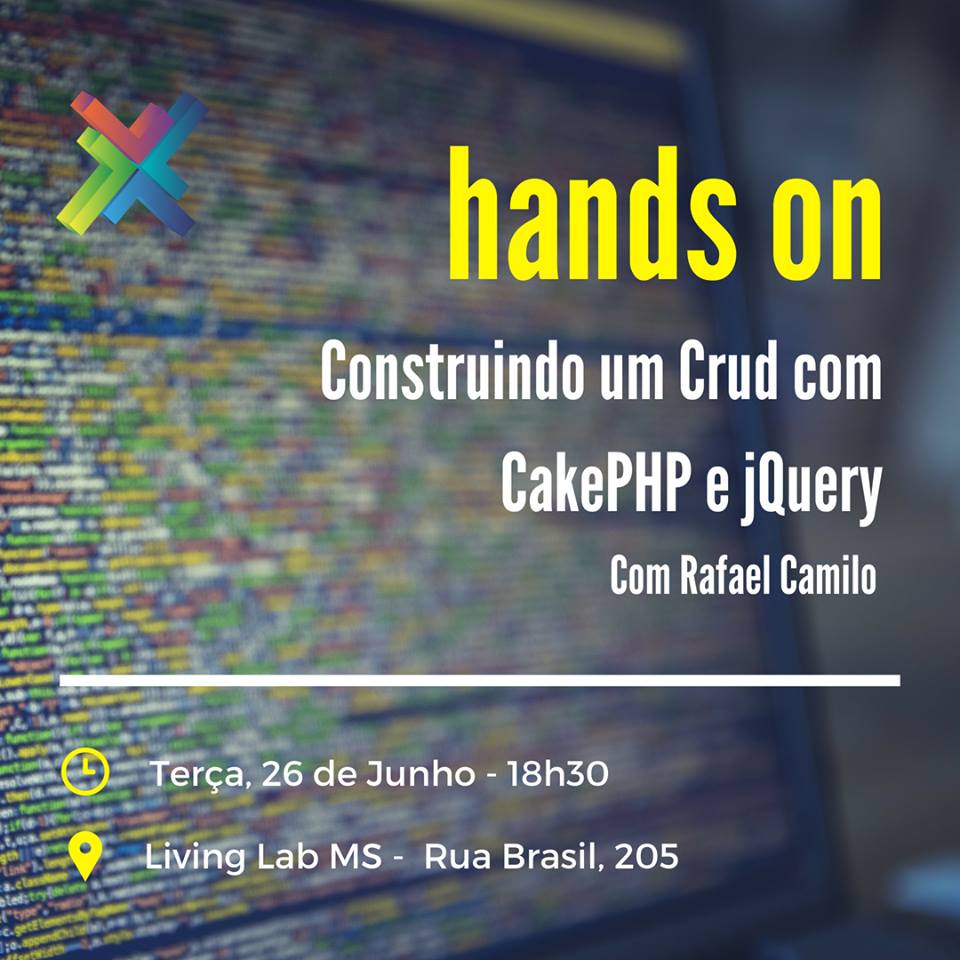 hands on
Construindo um Crud com
CakePHP e jQuery
Com Rafael Camilo
Terça, 26 de Junho - 18h30
Living Lab MS - Rua Brasil, 205